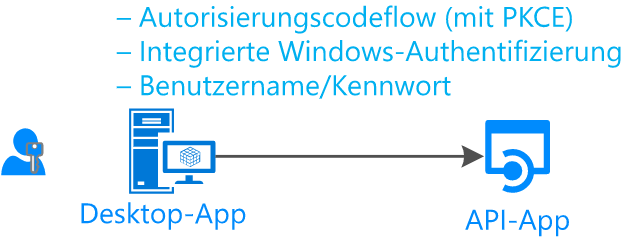 – Autorisierungscodeflow (mit PKCE)
– Integrierte Windows-Authentifizierung
– Benutzername/Kennwort
Desktop-App
API-App